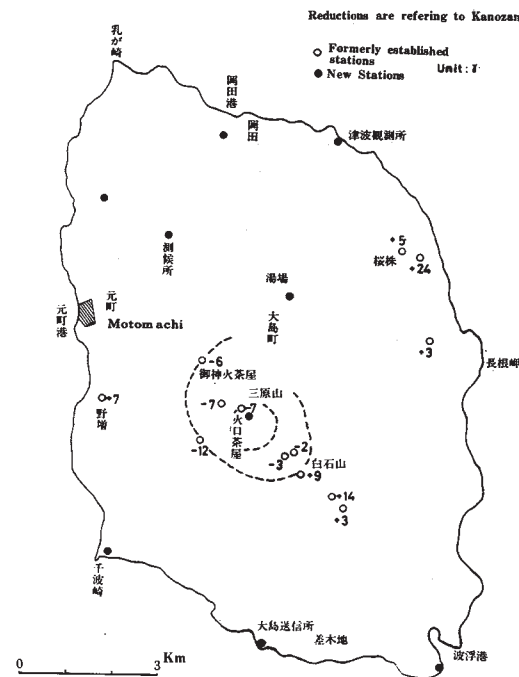 Reductions are refering to Kanozan
Formerly established
stations
New Stations
Unit: γ
乳が崎
岡田港
岡田
津波観測所
測候所
+5
桜株
+24
湯場
大島町
元町港
元町
Motomachi
+3
長根岬
-6
御神火茶屋
三原山
-7
-7
火口茶屋
+7
野増
-12
-2
-3
白石山
+9
+14
+3
千波崎
大島送信所
差木地
波浮港
0 3 Km